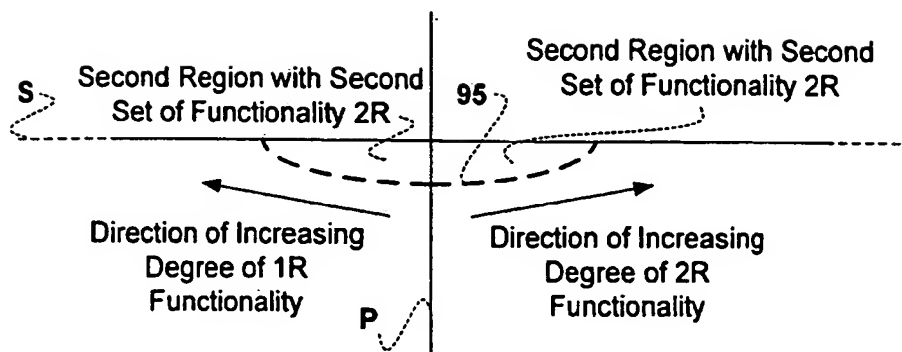 S
Second Region with Second
Set of Functionality 2R
95
Second Region with Second
Set of Functionality 2R
Direction of Increasing
Degree of 1R
Functionality
Direction of Increasing
Degree of 2R
Functionality
P